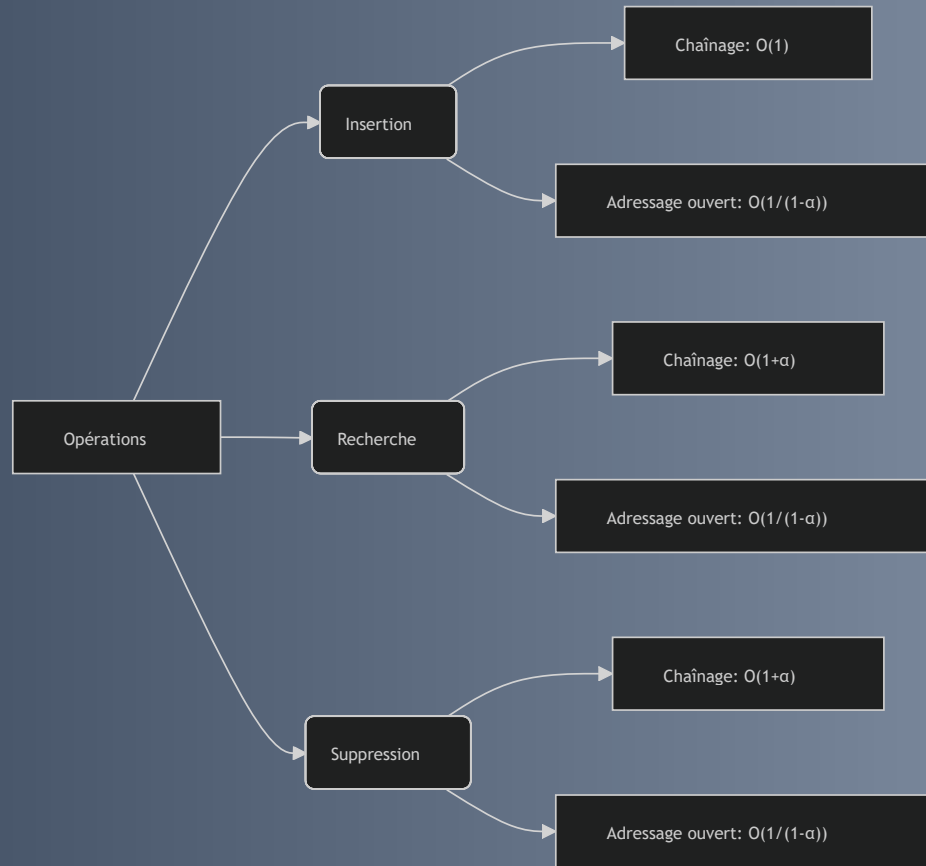 Opérations
Insertion
Chaînage: O(1)
Adressage ouvert: O(1/(1-α))
Recherche
Chaînage: O(1+α)
Adressage ouvert: O(1/(1-α))
Suppression
Chaînage: O(1+α)
Adressage ouvert: O(1/(1-α))